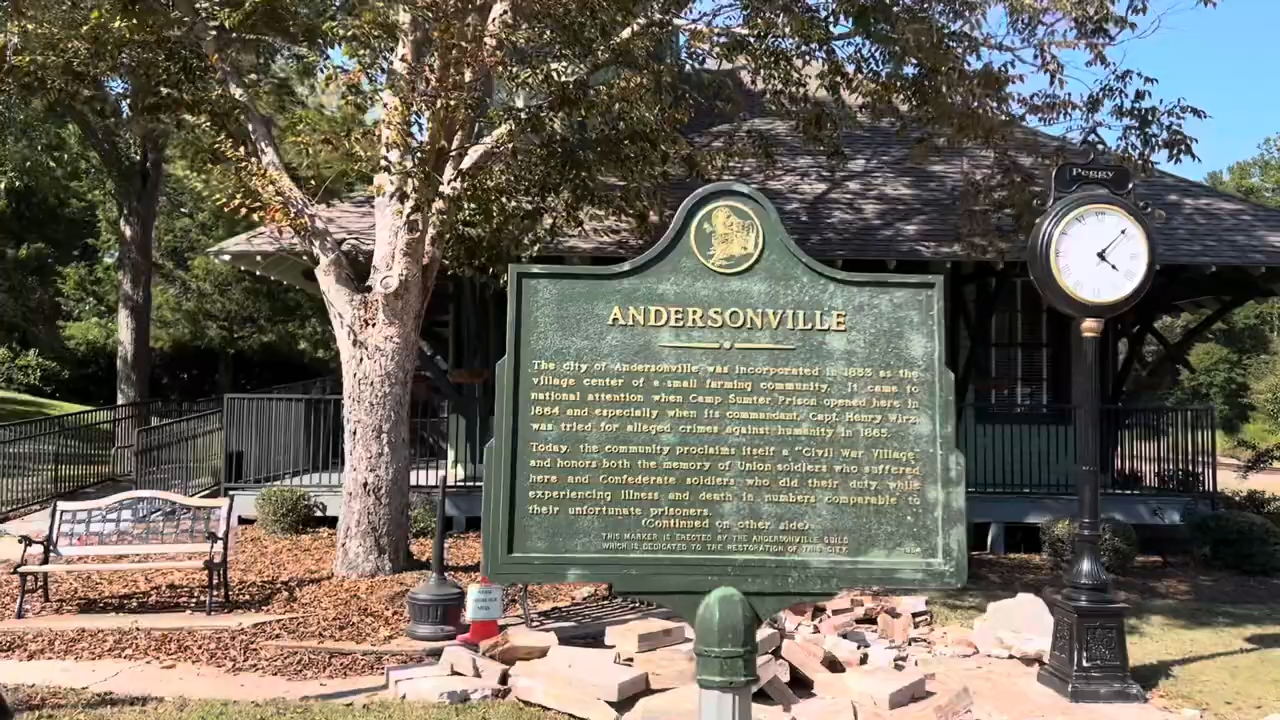 Peggy
ANDERSONVILLE
The city of Andersonville was incorporated in 1853 as the
village center of a small farming community. It came to
national attention when Camp Sumter Prison opened here in
1864 and especially when its commandant, Capt. Henry Wirz
was tried for alleged crimes against humanity in 1865.
Today, the community proclaims itself a "Civil War Village"
and honors both the memory of Union soldiers who suffered
here and Confederate soldiers who did their duty while
experiencing illness and death in numbers comparable to
their unfortunate prisoners.
(Continued on other side)
THIS MARKER IS ERECTED BY THE ANDERSONVILLE GUILD
WHICH IS DEDICATED TO THE RESTORATION OF THIS CITY